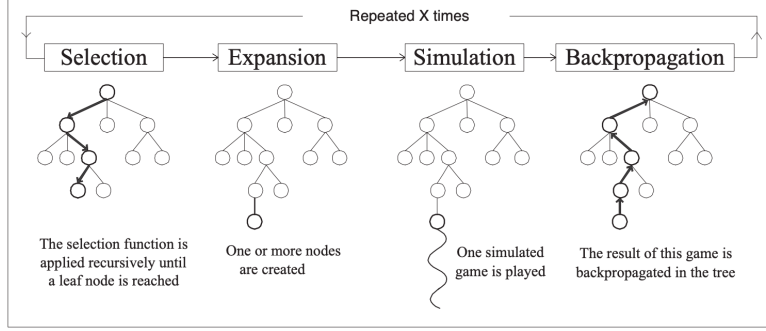 Repeated X times
Selection
Expansion
Simulation
Backpropagation
The selection function is
applied recursively until
a leaf node is reached
One or more nodes
are created
One simulated
game is played
The result of this game is
backpropagated in the tree